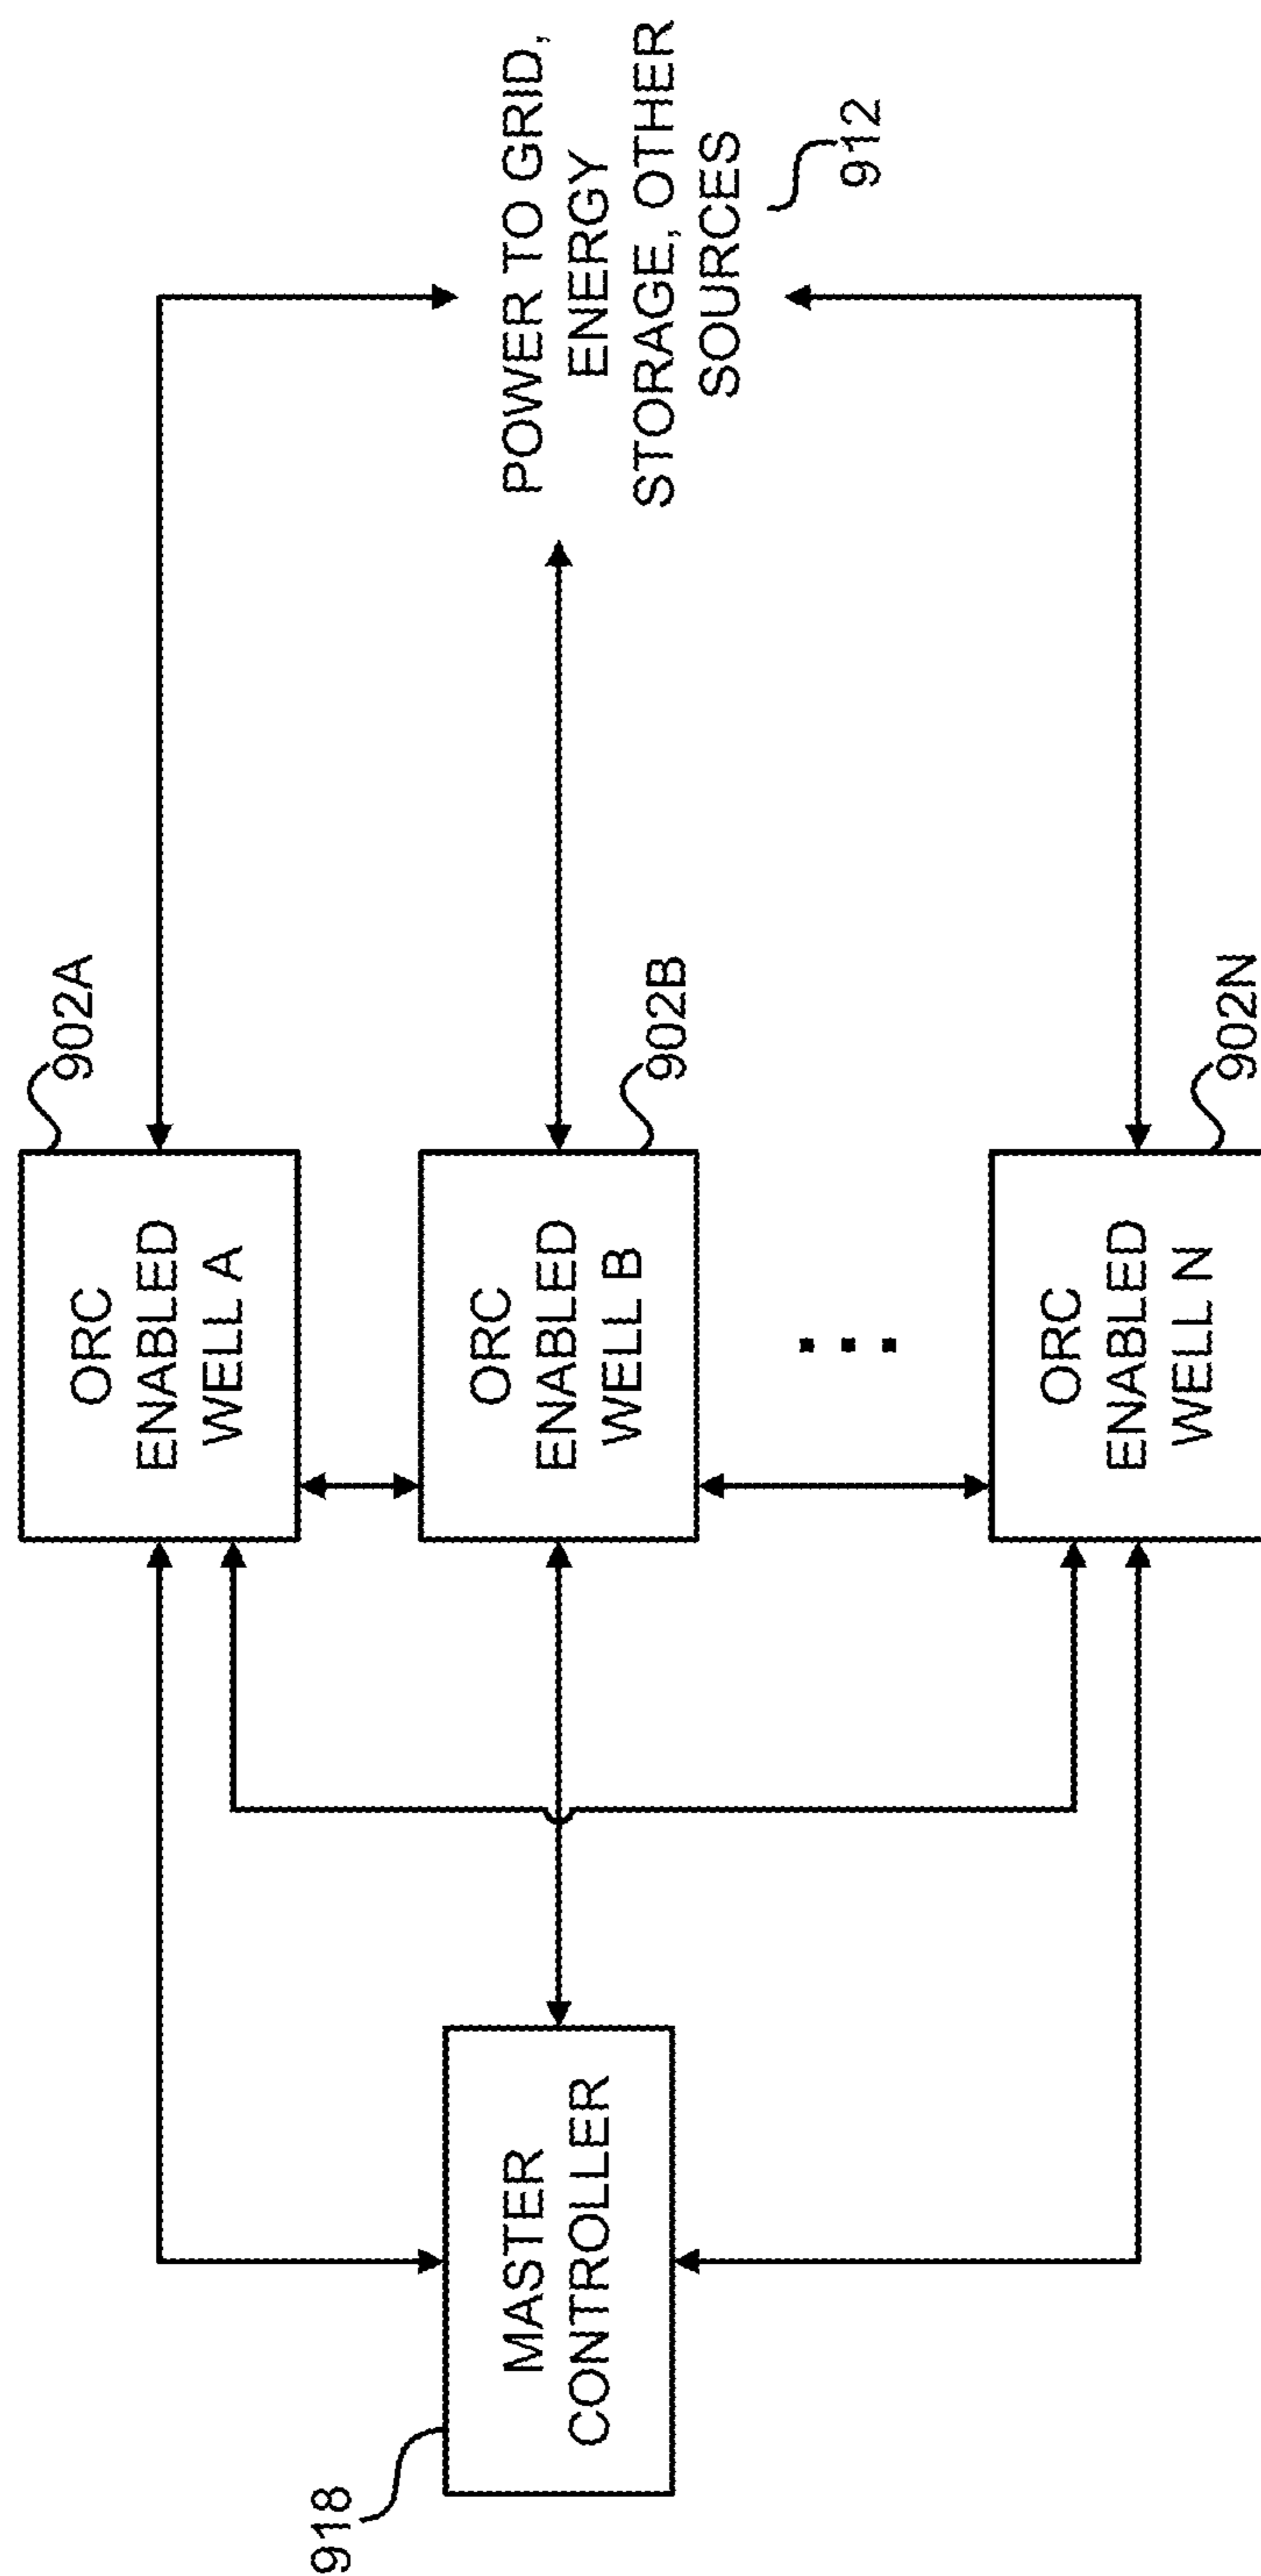 902A
ORC
ENABLED
WELL A
902B
ORC
ENABLED
WELL B
902N
ORC
ENABLED
WELL N
918
MASTER
CONTROLLER
POWER TO GRID,
ENERGY
STORAGE, OTHER
SOURCES
912